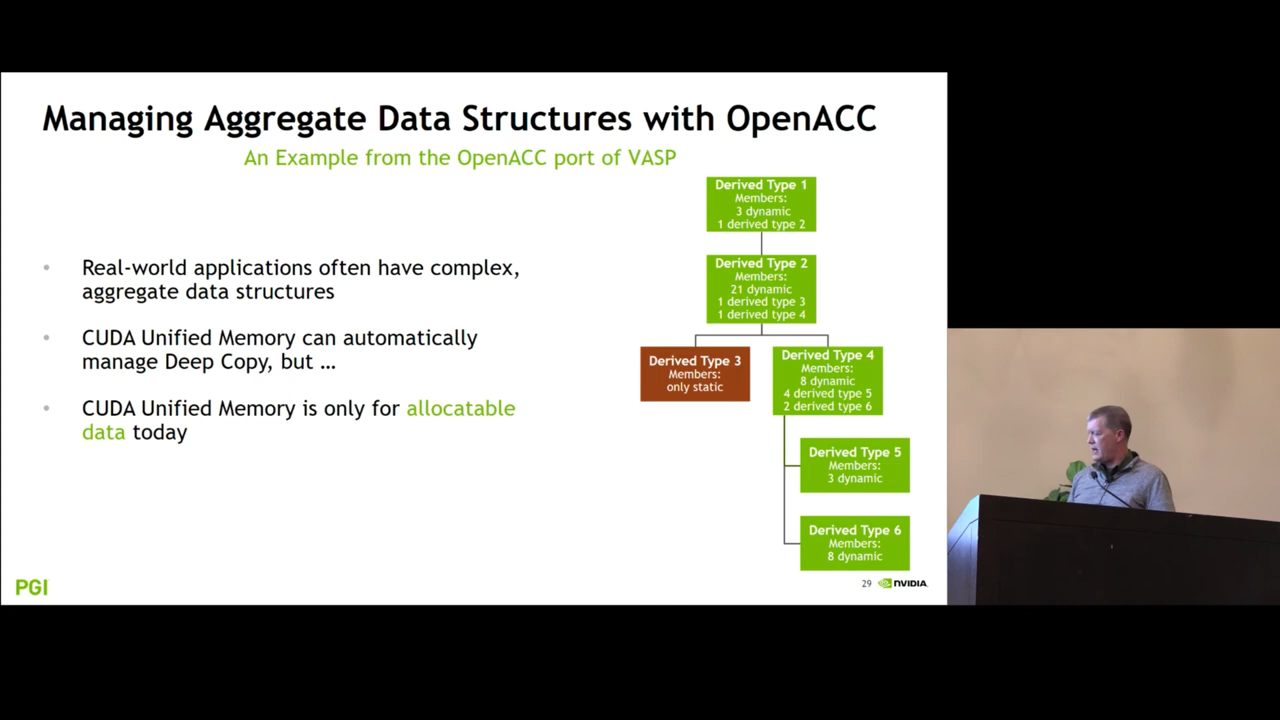 Managing Aggregate Data Structures with OpenACC
An Example from the OpenACC port of VASP
• Real-world applications often have complex,
aggregate data structures
• CUDA Unified Memory can automatically
manage Deep Copy, but …
• CUDA Unified Memory is only for allocatable
data today
Derived Type 1
Members:
3 dynamic
1 derived type 2
Derived Type 2
Members:
21 dynamic
1 derived type 3
1 derived type 4
Derived Type 3
Members:
only static
Derived Type 4
Members:
8 dynamic
4 derived type 5
2 derived type 6
Derived Type 5
Members:
3 dynamic
Derived Type 6
Members:
8 dynamic
PGI
29 NVIDIA.